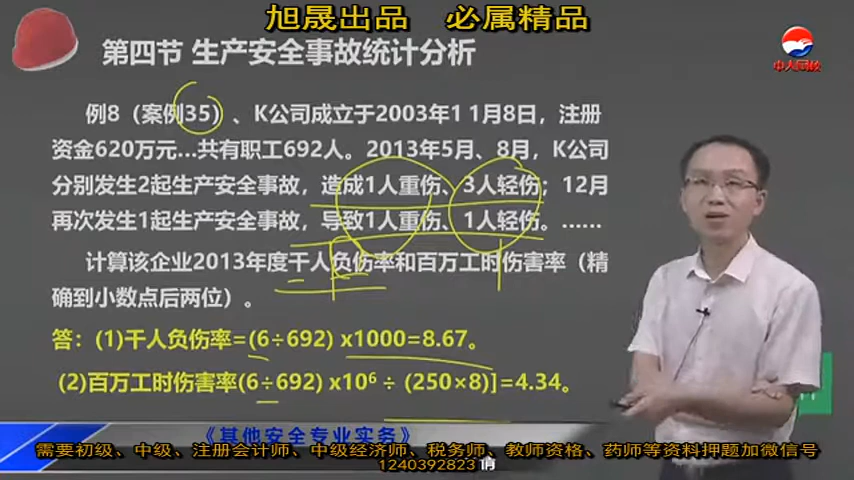 旭晟出品 必属精品
第四节 生产安全事故统计分析
例8（案例35）、K公司成立于2003年11月8日，注册
资金620万元...共有职工692人。2013年5月、8月，K公司
分别发生2起生产安全事故，造成1人重伤、3人轻伤；12月
再次发生1起生产安全事故，导致1人重伤、1人轻伤。……
计算该企业2013年度千人负伤率和百万工时伤害率（精
确到小数点后两位）。
答：(1)千人负伤率=(6÷692) x1000=8.67。
(2)百万工时伤害率(6÷692) ×10⁶ ÷ (250×8)]=4.34。
《其他安全专业实务》
需要初级、中级、注册会计师、中级经济师、税务师、教师资格、药师等资料押题加微信号
1240392823